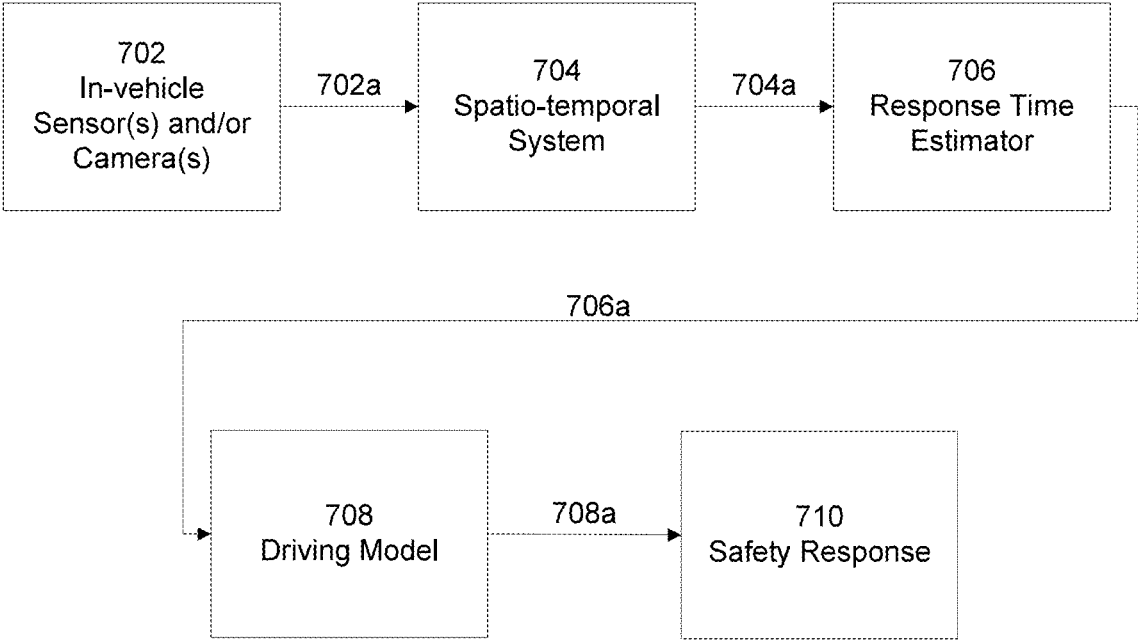 702
In-vehicle
Sensor(s) and/or
Camera(s)
702a
704
Spatio-temporal
System
704a
706
Response Time
Estimator
706a
708
Driving Model
708a
710
Safety Response